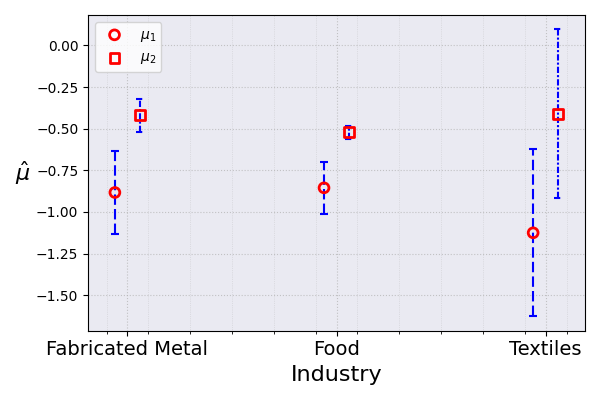 μ₁
μ₂
0.00
−0.25
−0.50
−0.75
−1.00
−1.25
−1.50
μ̂
Fabricated Metal Food Textiles
Industry